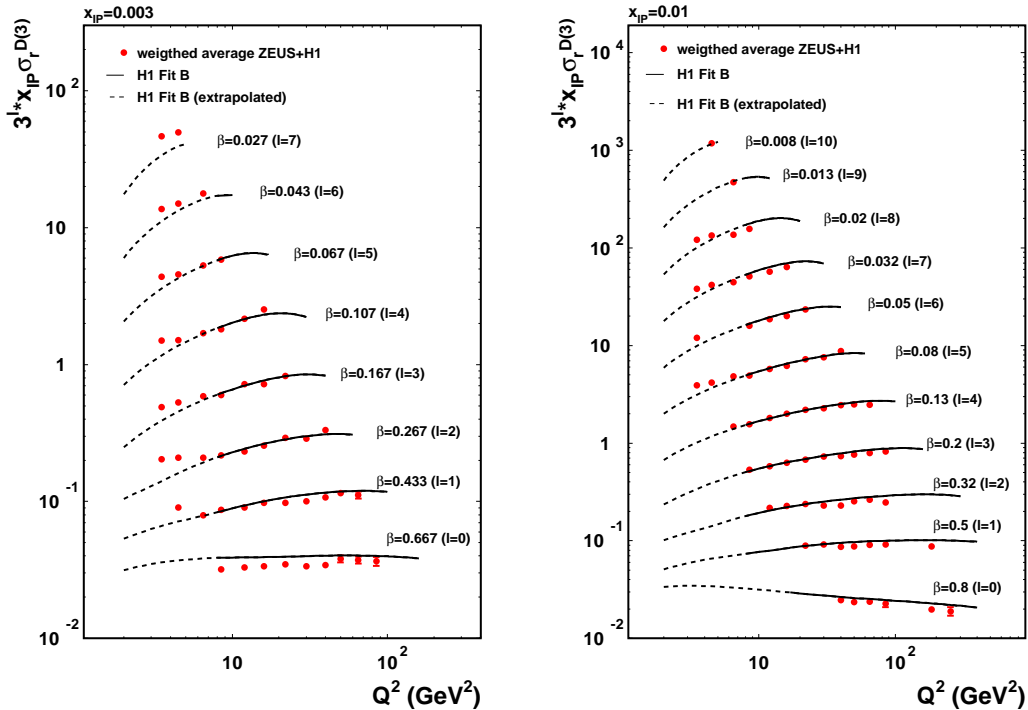 x_IP=0.003
3^l* x_IP σ_r^D(3)
weigthed average ZEUS+H1
H1 Fit B
H1 Fit B (extrapolated)
β=0.027 (l=7)
β=0.043 (l=6)
β=0.067 (l=5)
β=0.107 (l=4)
β=0.167 (l=3)
β=0.267 (l=2)
β=0.433 (l=1)
β=0.667 (l=0)
10^2
10
1
10^-1
10^-2
10
10^2
Q^2 (GeV^2)
x_IP=0.01
3^l* x_IP σ_r^D(3)
weigthed average ZEUS+H1
H1 Fit B
H1 Fit B (extrapolated)
β=0.008 (l=10)
β=0.013 (l=9)
β=0.02 (l=8)
β=0.032 (l=7)
β=0.05 (l=6)
β=0.08 (l=5)
β=0.13 (l=4)
β=0.2 (l=3)
β=0.32 (l=2)
β=0.5 (l=1)
β=0.8 (l=0)
10^4
10^3
10^2
10
1
10^-1
10^-2
10
10^2
Q^2 (GeV^2)